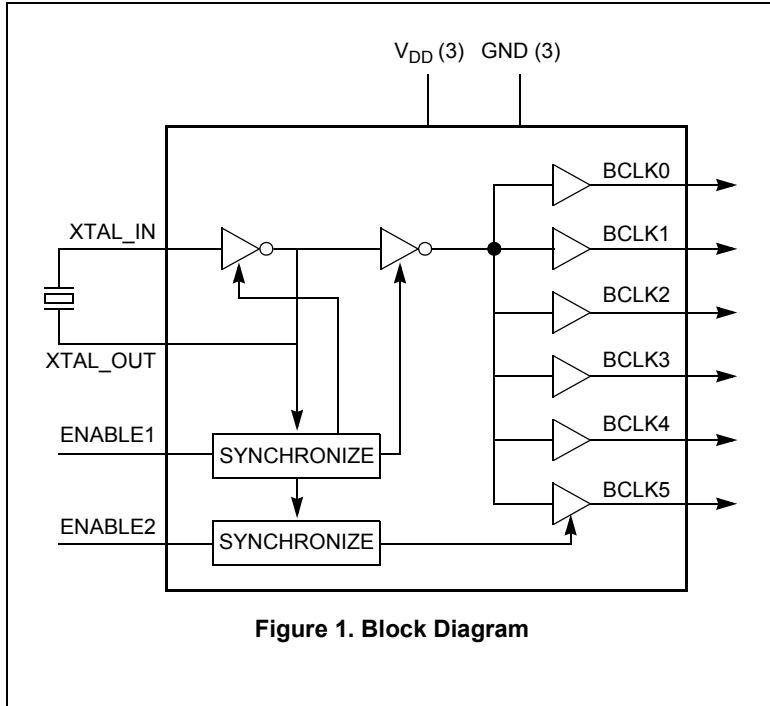 V_DD (3) GND (3)
BCLK0
XTAL_IN
BCLK1
BCLK2
XTAL_OUT
BCLK3
ENABLE1
SYNCHRONIZE
BCLK4
BCLK5
ENABLE2
SYNCHRONIZE
Figure 1. Block Diagram